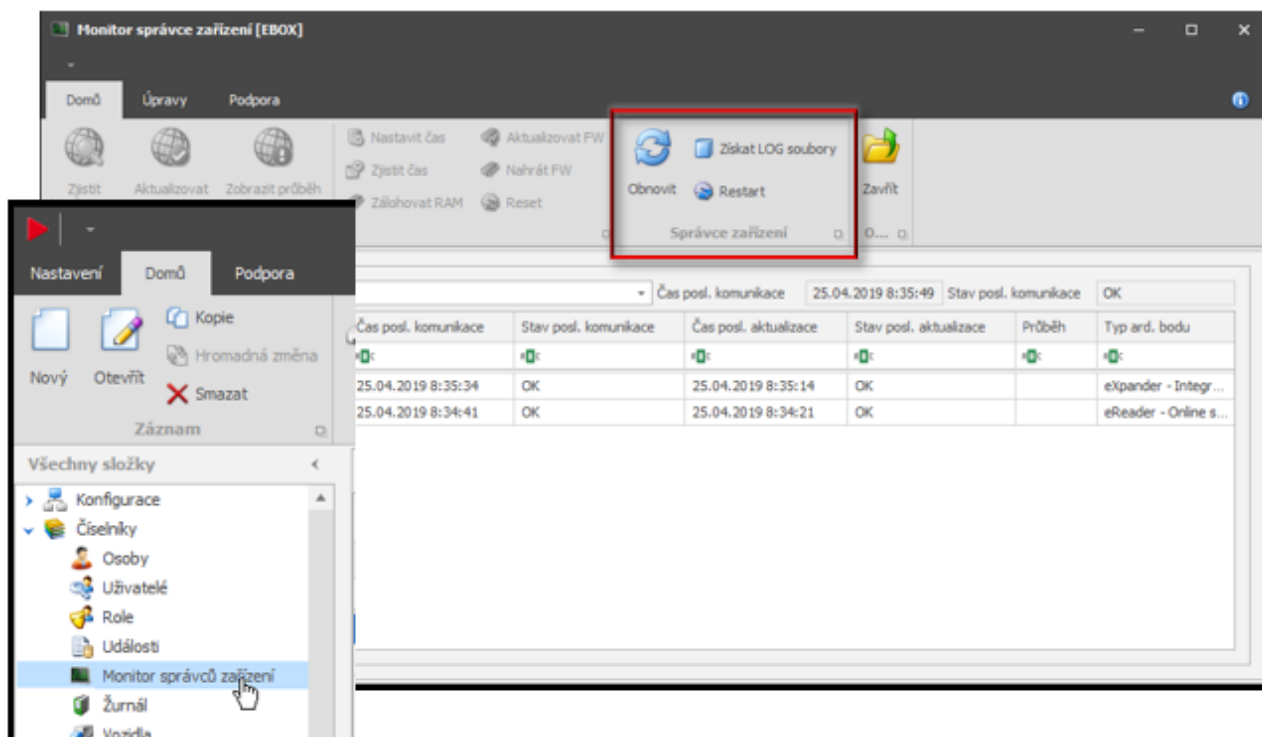 Monitor správce zařízení [EBOX]
Domů Úpravy Podpora
Nastavit čas Aktualizovat FW
Získat LOG soubory
Zjistit čas Nahrát FW
Zjistit Aktualizovat Zobrazit průběh
Obnovit Restart Zavřít
Zálohovat RAM Reset
Správce zařízení O...
Čas posl. komunikace 25.04.2019 8:35:49 Stav posl. komunikace OK
Čas posl. komunikace Stav posl. komunikace Čas posl. aktualizace Stav posl. aktualizace Průběh Typ ard. bodu
25.04.2019 8:35:34 OK 25.04.2019 8:35:14 OK eXpander - Integr...
25.04.2019 8:34:41 OK 25.04.2019 8:34:21 OK eReader - Online s...
Nastavení Domů Podpora
Kopie
Hromadná změna
Nový Otevřít
Smazat
Záznam
Všechny složky
Konfigurace
Číselníky
Osoby
Uživatelé
Role
Události
Monitor správců zařízení
Žurnál
Vozidla